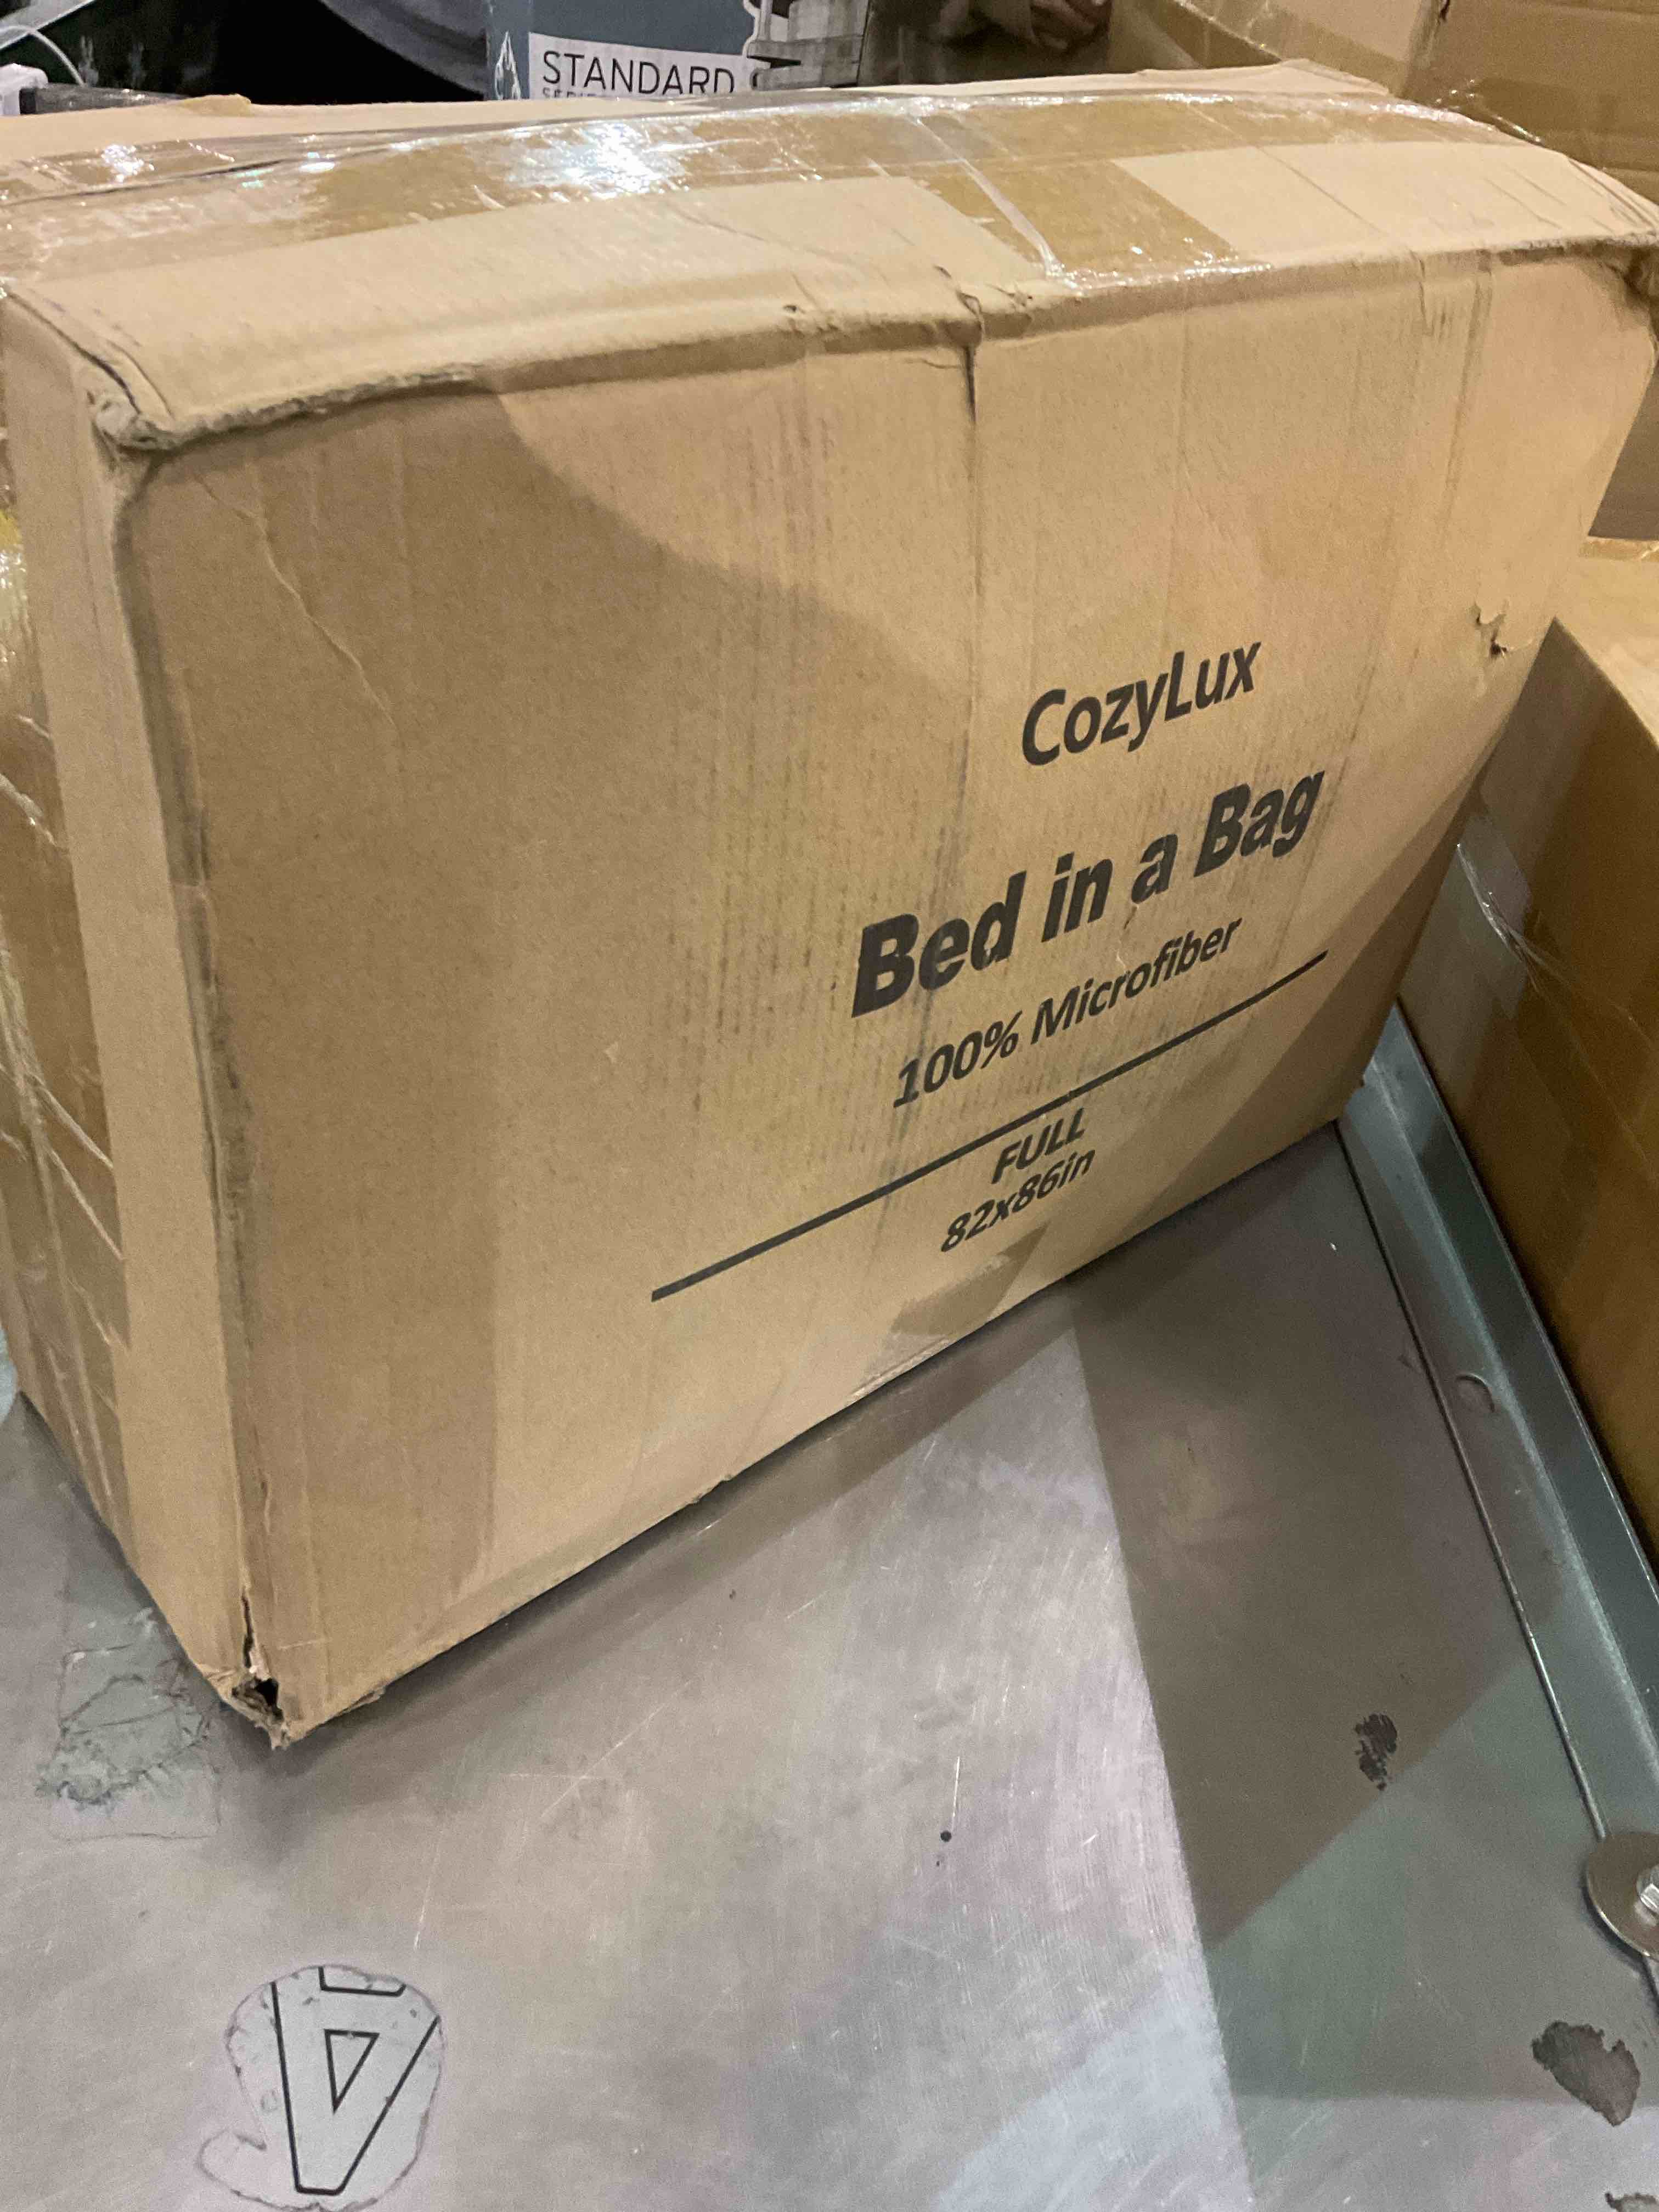 STANDARD
CozyLux
Bed in a Bag
100% Microfiber
FULL
82x86in